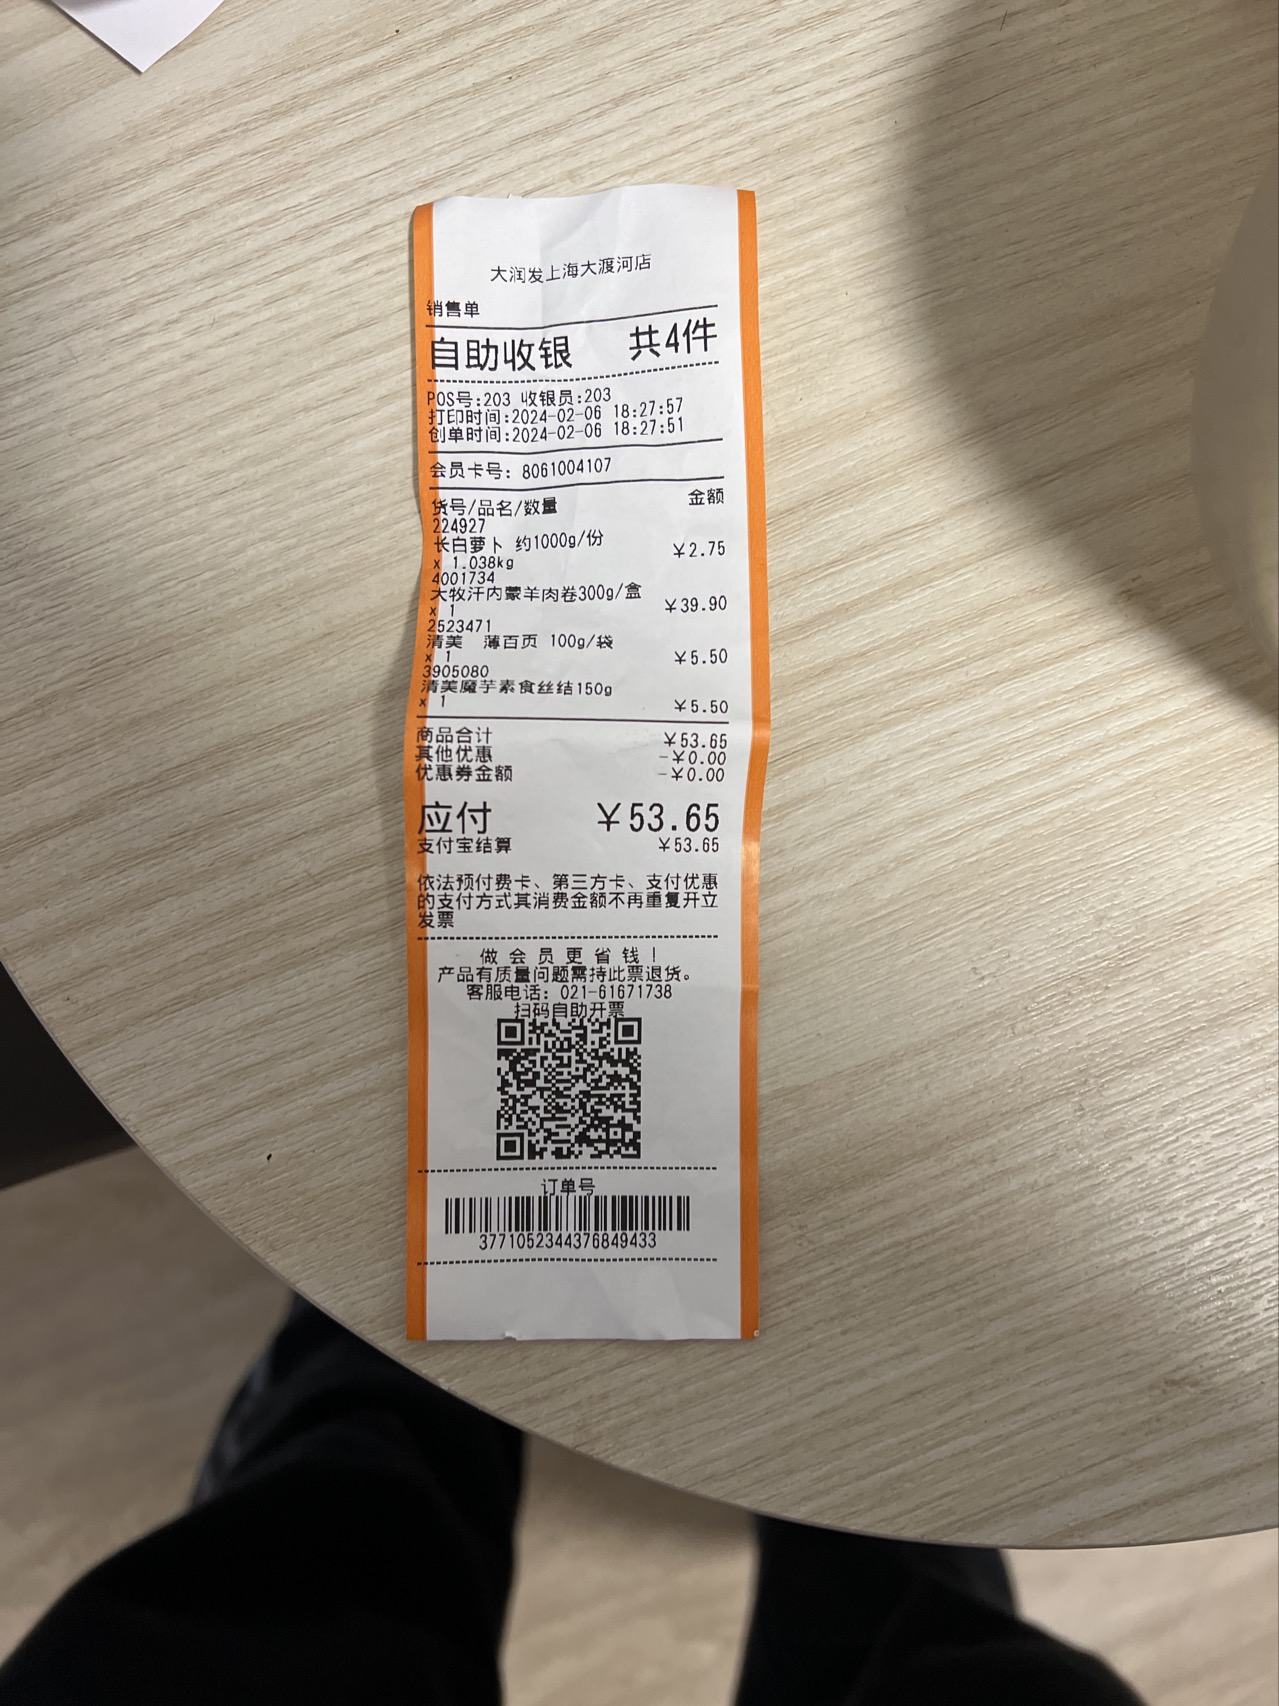 大润发上海大渡河店
销售单
自助收银 共4件
POS号:203 收银员:203
打印时间:2024-02-06 18:27:57
创单时间:2024-02-06 18:27:51
会员卡号: 8061004107
货号/品名/数量 金额
224927
长白萝卜 约1000g/份
x 1.038kg ￥2.75
4001734
大牧汗内蒙羊肉卷300g/盒
x 1 ￥39.90
2523471
清美 薄百页 100g/袋
x 1 ￥5.50
3905080
清美魔芋素食丝结150g
x 1 ￥5.50
商品合计 ￥53.65
其他优惠 -￥0.00
优惠券金额 -￥0.00
应付 ￥53.65
支付宝结算 ￥53.65
依法预付费卡、第三方卡、支付优惠
的支付方式其消费金额不再重复开立
发票
做会员更省钱!
产品有质量问题需持此票退货。
客服电话: 021-61671738
扫码自助开票
订单号
3771052344376849433